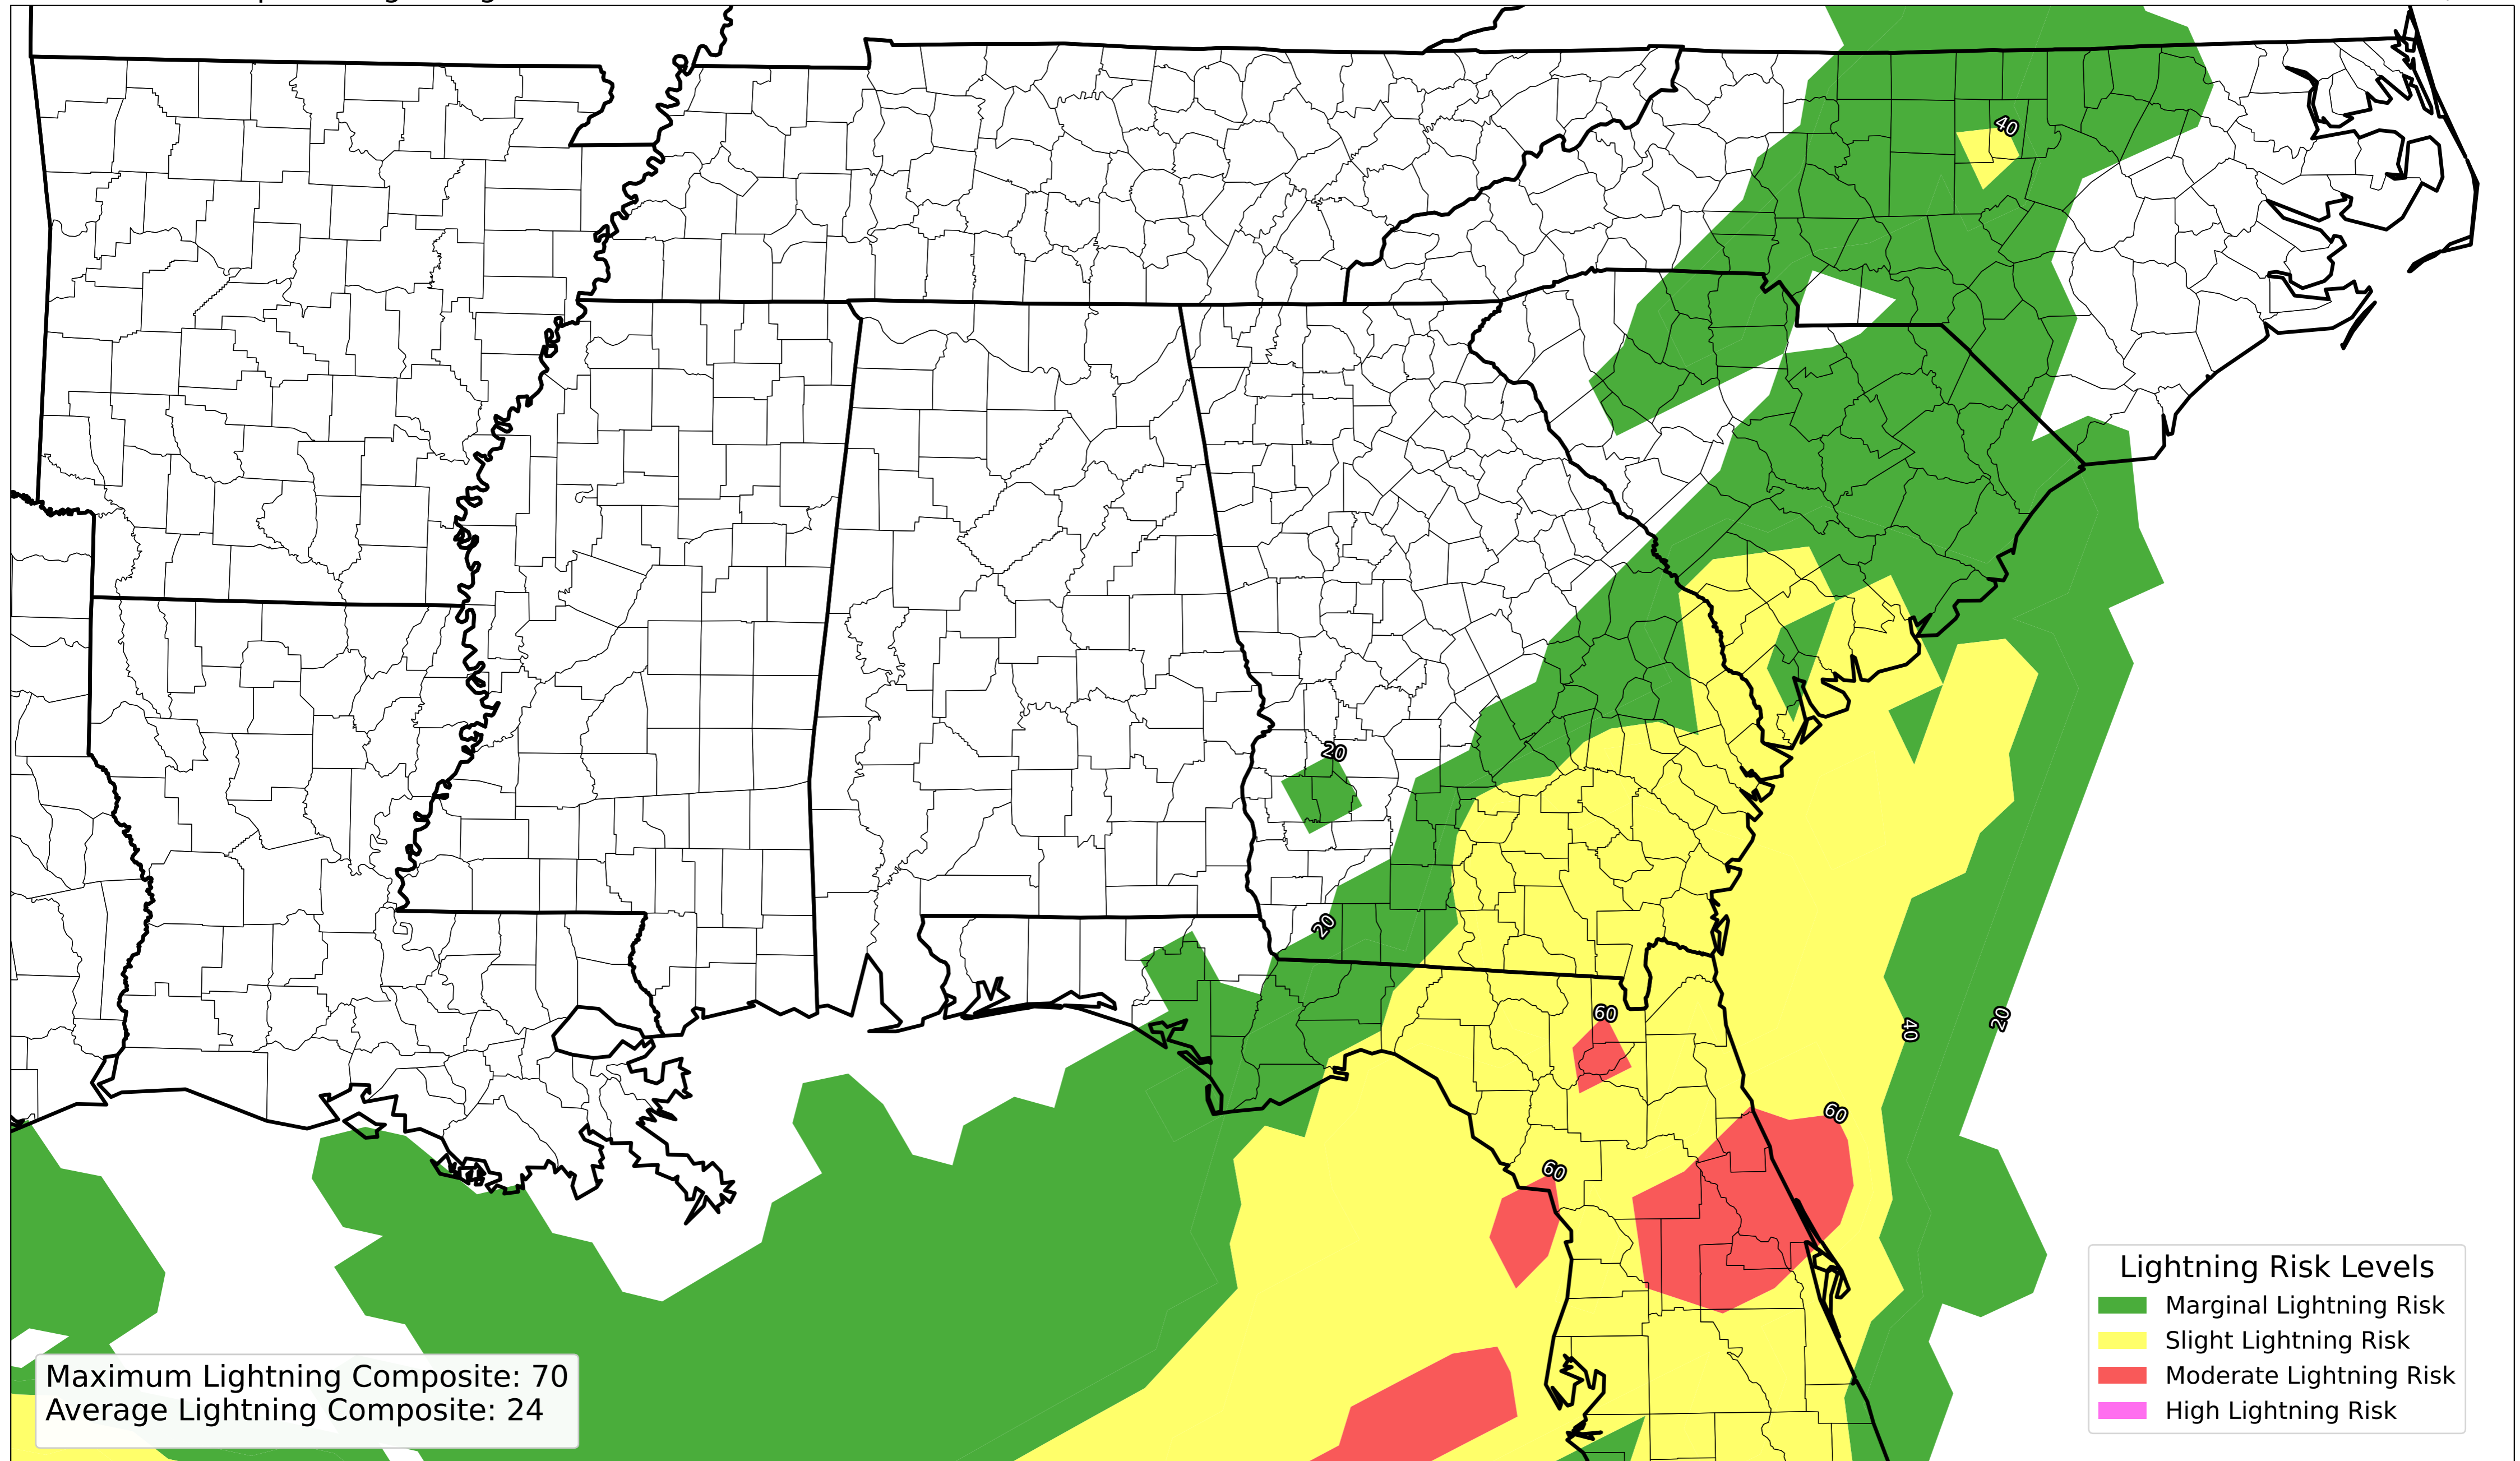 40
20
20
60
40
20
60
60
Lightning Risk Levels
Marginal Lightning Risk
Slight Lightning Risk
Moderate Lightning Risk
High Lightning Risk
Maximum Lightning Composite: 70
Average Lightning Composite: 24